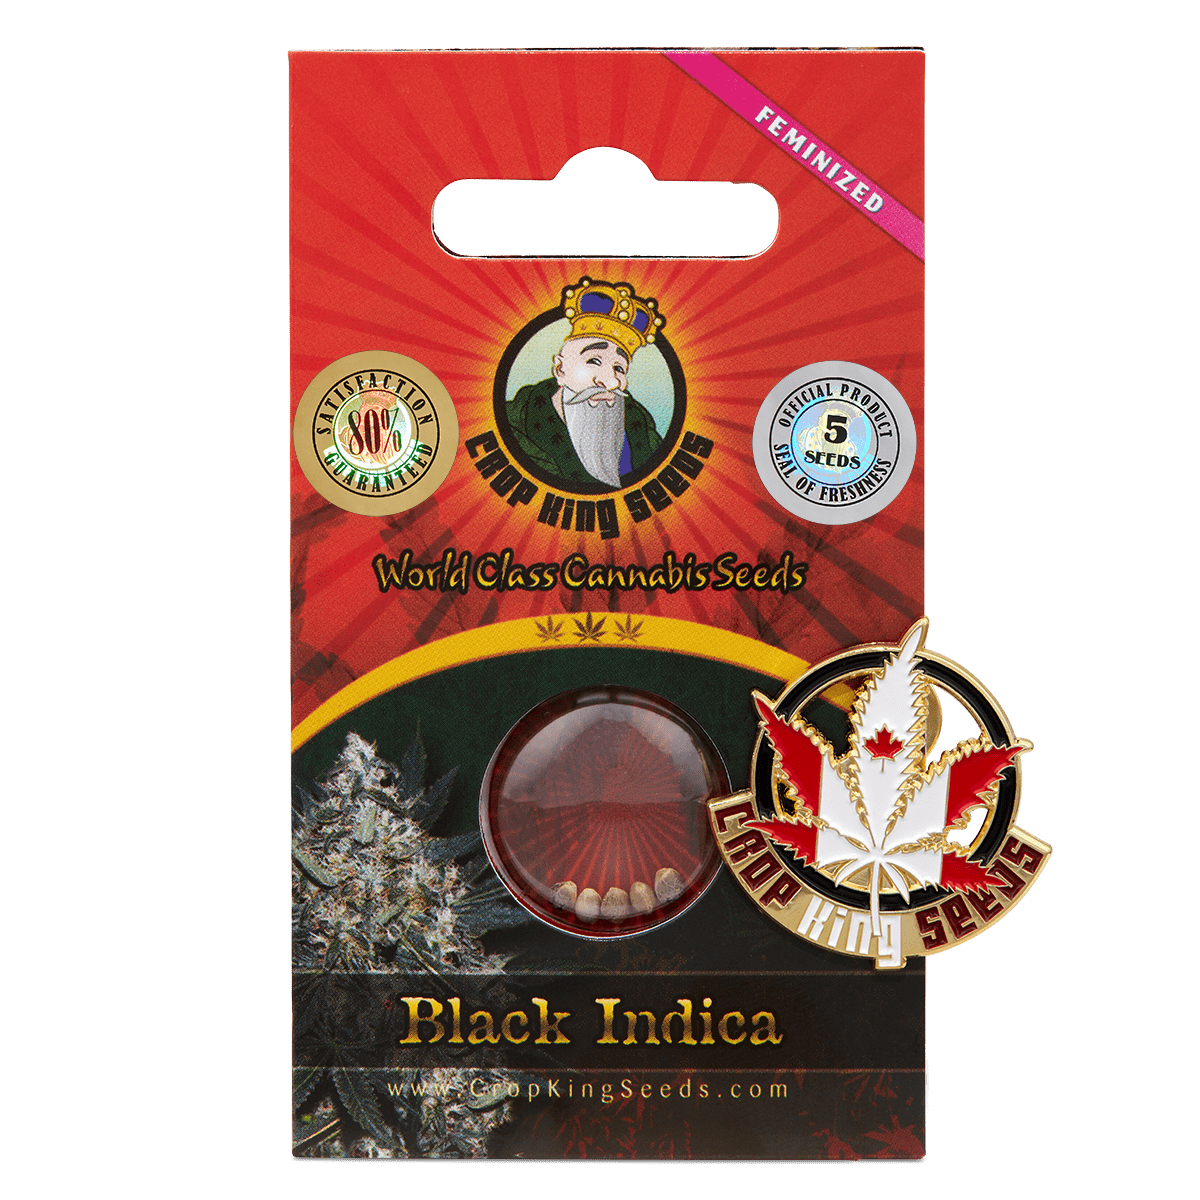 FEMINIZED
SATISFACTION
80%
GUARANTEED
OFFICIAL PRODUCT
5
SEEDS
SEAL OF FRESHNESS
CROP King SeeDS
World Class Cannabis Seeds
CROP King SeeDS
Black Indica
www.CropKingSeeds.com